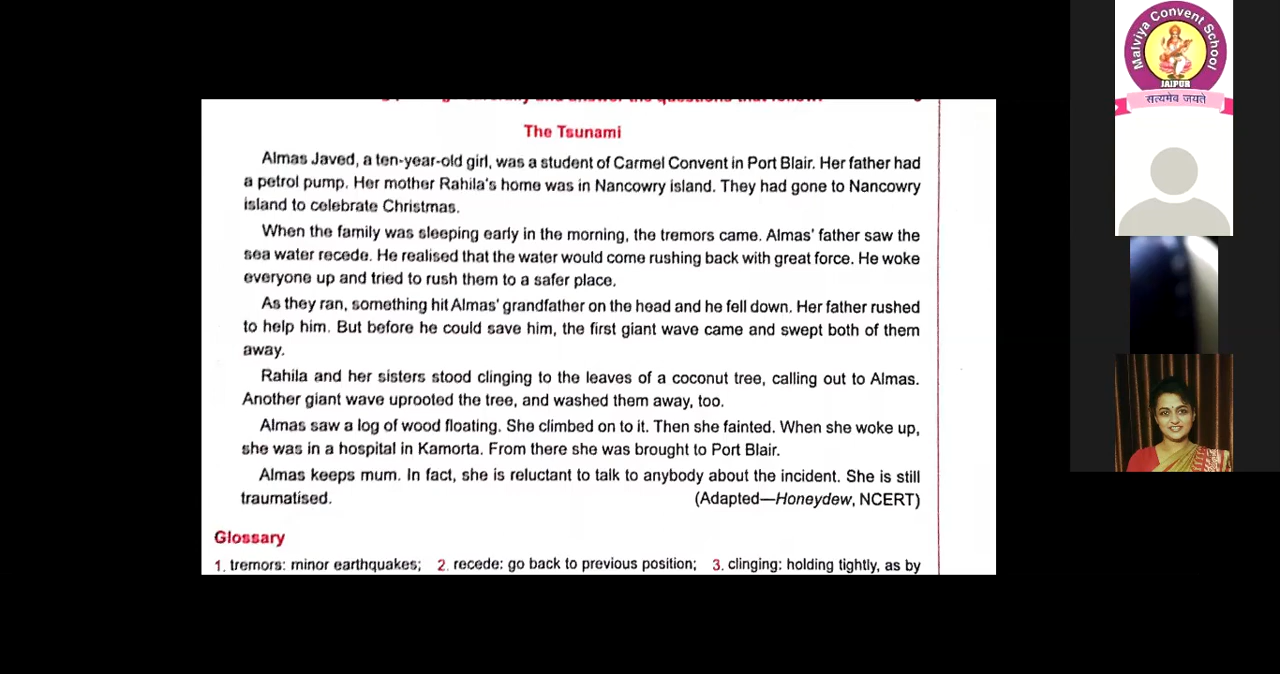 The Tsunami
Almas Javed, a ten-year-old girl, was a student of Carmel Convent in Port Blair. Her father had
a petrol pump. Her mother Rahila's home was in Nancowry island. They had gone to Nancowry
island to celebrate Christmas.
When the family was sleeping early in the morning, the tremors came. Almas' father saw the
sea water recede. He realised that the water would come rushing back with great force. He woke
everyone up and tried to rush them to a safer place.
As they ran, something hit Almas' grandfather on the head and he fell down. Her father rushed
to help him. But before he could save him, the first giant wave came and swept both of them
away.
Rahila and her sisters stood clinging to the leaves of a coconut tree, calling out to Almas.
Another giant wave uprooted the tree, and washed them away, too.
Almas saw a log of wood floating. She climbed on to it. Then she fainted. When she woke up,
she was in a hospital in Kamorta. From there she was brought to Port Blair.
Almas keeps mum. In fact, she is reluctant to talk to anybody about the incident. She is still
traumatised. (Adapted—Honeydew, NCERT)
Glossary
1. tremors: minor earthquakes; 2. recede: go back to previous position; 3. clinging: holding tightly, as by
Malviya Convent School
JAIPUR
सत्यमेव जयते